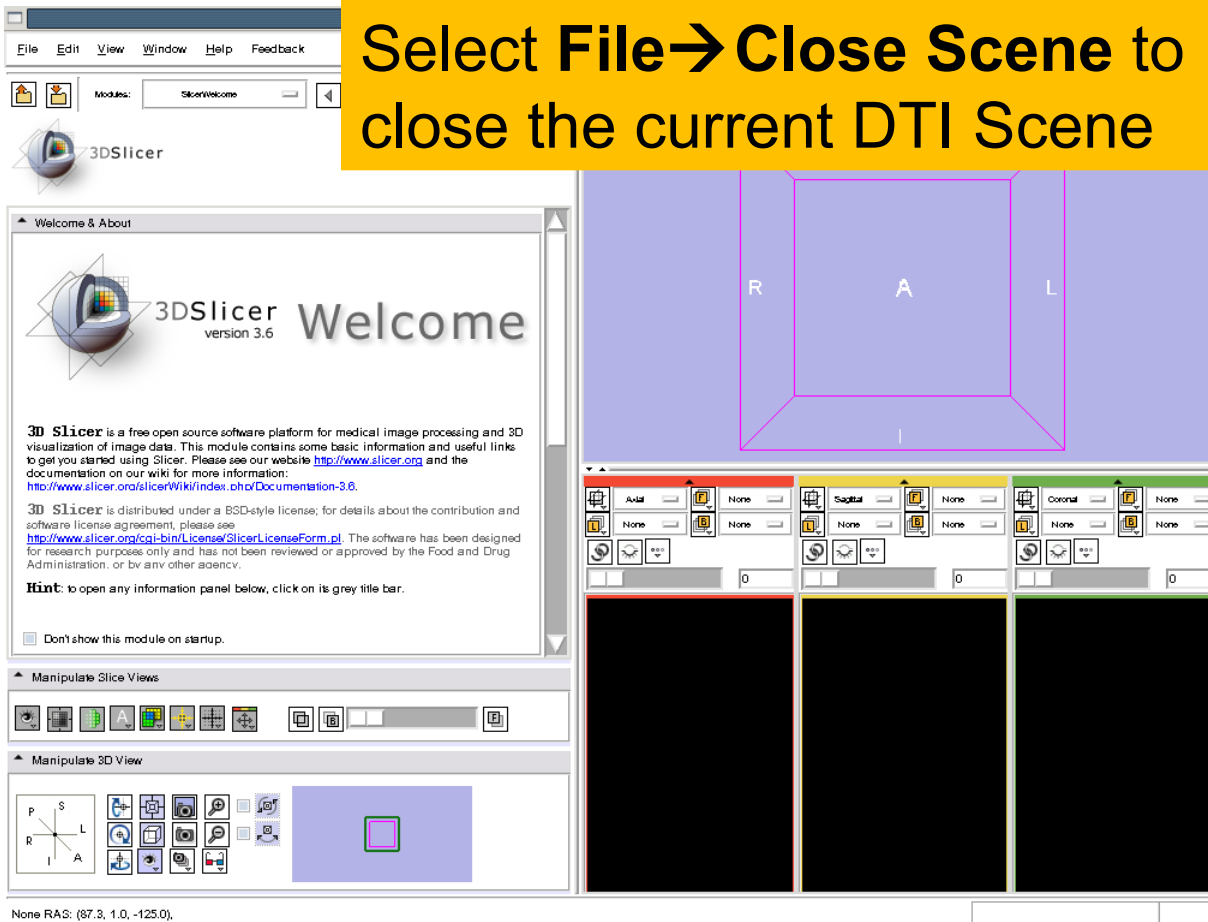 Select File→Close Scene to
close the current DTI Scene
File Edit View Window Help Feedback
Modules: SlicerWelcome
3DSlicer
Welcome & About
3DSlicer
version 3.6
Welcome
3D Slicer is a free open source software platform for medical image processing and 3D
visualization of image data. This module contains some basic information and useful links
to get you started using Slicer. Please see our website http://www.slicer.org and the
documentation on our wiki for more information:
http://www.slicer.org/slicerWiki/index.php/Documentation-3.6.
3D Slicer is distributed under a BSD-style license; for details about the contribution and
software license agreement, please see
http://www.slicer.org/cgi-bin/License/SlicerLicenseForm.pl. The software has been designed
for research purposes only and has not been reviewed or approved by the Food and Drug
Administration, or by any other agency.
Hint: to open any information panel below, click on its grey title bar.
Don't show this module on startup.
Manipulate Slice Views
A
B
F
Manipulate 3D View
P S
L
R
I A
R A L
I
Axial F None
L None B None
0
Sagittal F None
L None B None
0
Coronal F None
L None B None
0
None RAS: (87.3, 1.0, -125.0),